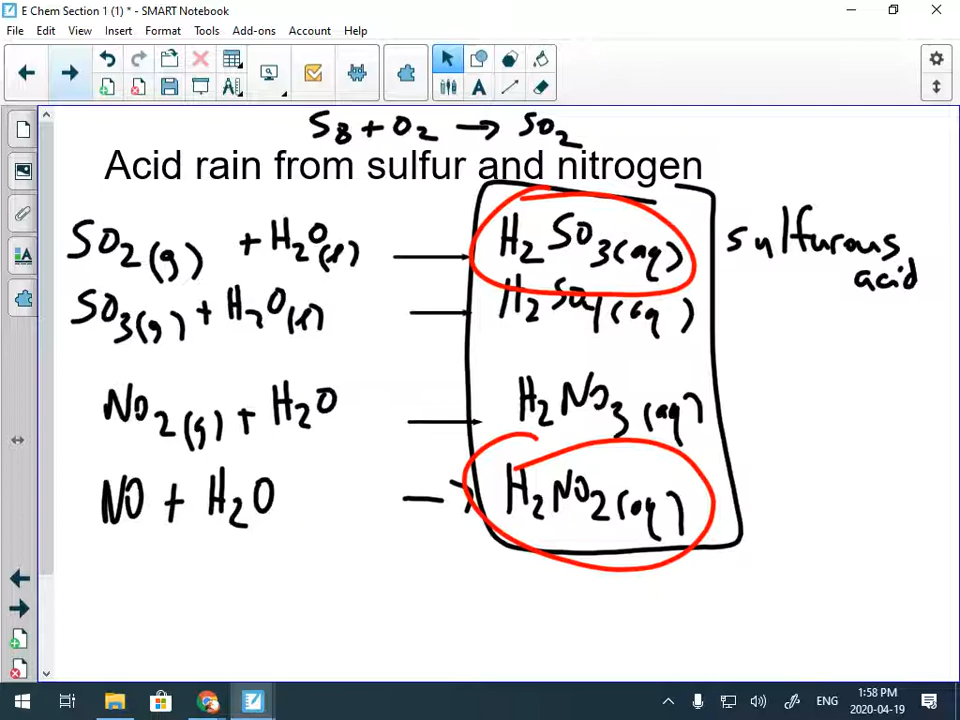 E Chem Section 1 (1) * - SMART Notebook
File Edit View Insert Format Tools Add-ons Account Help
S8 + O2 → SO2
Acid rain from sulfur and nitrogen
SO2(g) + H2O(l) → H2SO3(aq) sulfurous acid
SO3(g) + H2O(l) → H2SO4(aq)
NO2(g) + H2O → H2NO3(aq)
NO + H2O → H2NO2(aq)
ENG
1:58 PM
2020-04-19